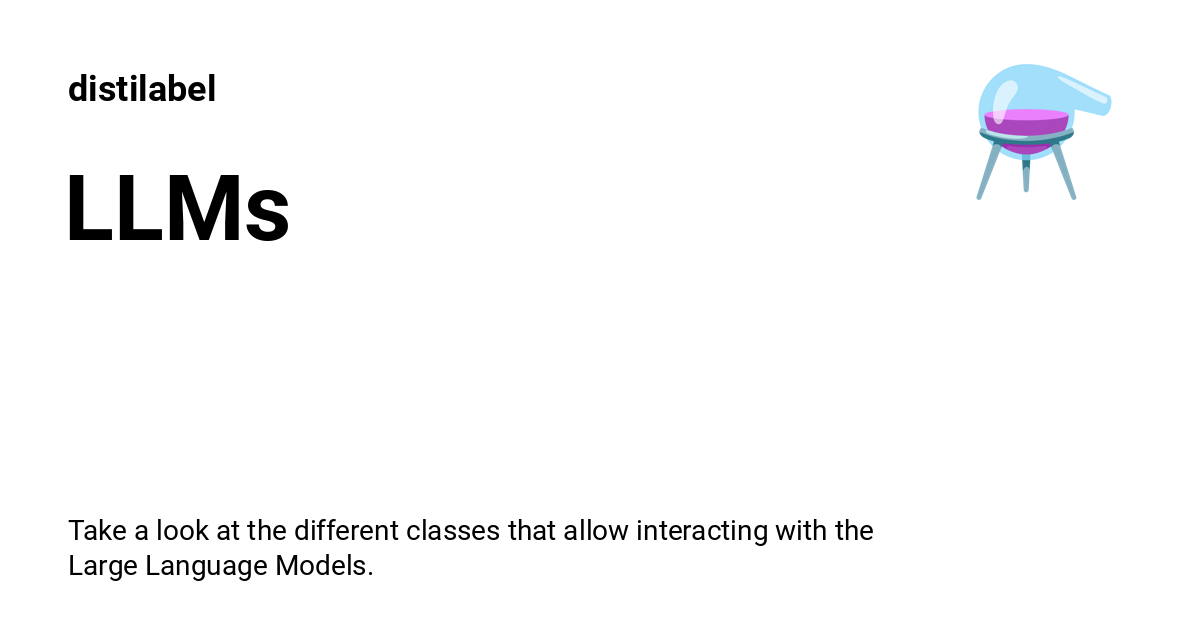 distilabel
LLMs
Take a look at the different classes that allow interacting with the
Large Language Models.